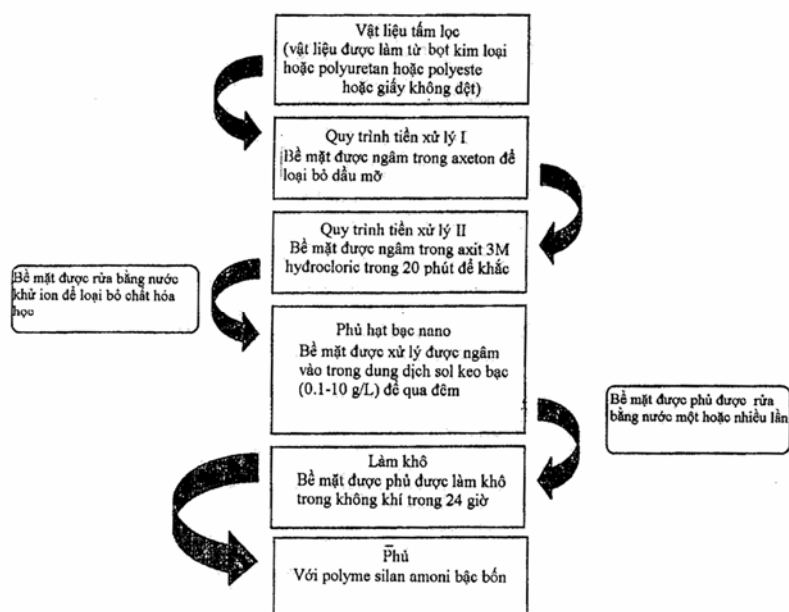 Vật liệu tấm lọc
(vật liệu được làm từ bọt kim loại
hoặc polyuretan hoặc polyeste
hoặc giấy không dệt)
Quy trình tiền xử lý I
Bề mặt được ngâm trong axeton để
loại bỏ dầu mỡ
Quy trình tiền xử lý II
Bề mặt được ngâm trong axit 3M
hydrocloric trong 20 phút để khắc
Bề mặt được rửa bằng nước
khử ion để loại bỏ chất hóa
học
Phủ hạt bạc nano
Bề mặt được xử lý được ngâm
vào trong dung dịch sol keo bạc
(0.1-10 g/L) để qua đêm
Bề mặt được phủ được rửa
bằng nước một hoặc nhiều lần
Làm khô
Bề mặt được phủ được làm khô
trong không khí trong 24 giờ
Phủ
Với polyme silan amoni bậc bốn